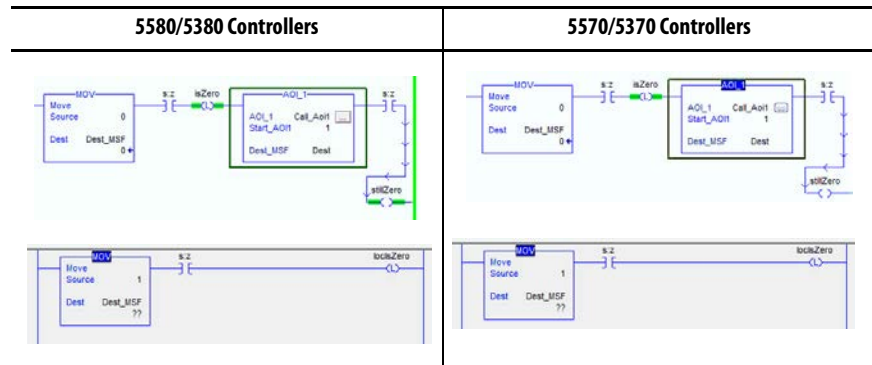 5580/5380 Controllers
5570/5370 Controllers
MOV
Move
Source 0
Dest Dest_MSF
0
s:z
isZero
L
AOI_1
AOI_1 Call_Aoi1 ...
Start_AOI1 1
Dest_MSF Dest
s:z
stillZero
MOV
Move
Source 0
Dest Dest_MSF
0
s:z
isZero
L
AOI_1
AOI_1 Call_Aoi1 ...
Start_AOI1 1
Dest_MSF Dest
s:z
stillZero
MOV
Move
Source 1
Dest Dest_MSF
??
s:z
locIsZero
L
MOV
Move
Source 1
Dest Dest_MSF
??
s:z
locIsZero
L